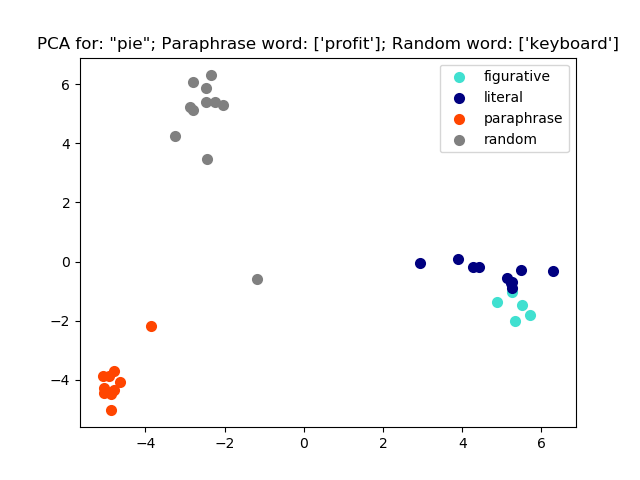 PCA for: "pie"; Paraphrase word: ['profit']; Random word: ['keyboard']
figurative
literal
paraphrase
random
6
4
2
0
−2
−4
−4 −2 0 2 4 6